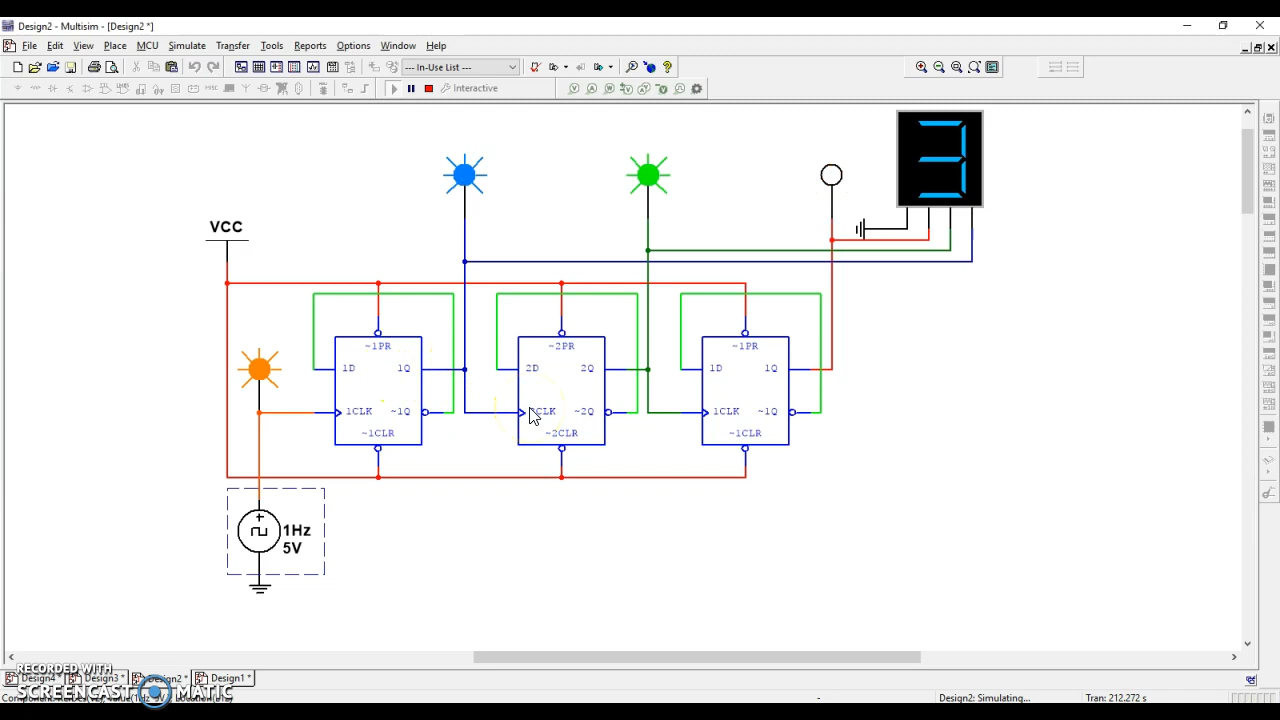 Design2 - Multisim - [Design2 *]
File Edit View Place MCU Simulate Transfer Tools Reports Options Window Help
--- In-Use List ---
Interactive
3
VCC
~1PR ~2PR ~1PR
1D 1Q 2D 2Q 1D 1Q
1CLK ~1Q 2CLK ~2Q 1CLK ~1Q
~1CLR ~2CLR ~1CLR
1Hz
5V
RECORDED WITH
Design4 * Design3 * Design2 * Design1 *
SCREENCAST MATIC
- Design2: Simulating... Tran: 212.272 s